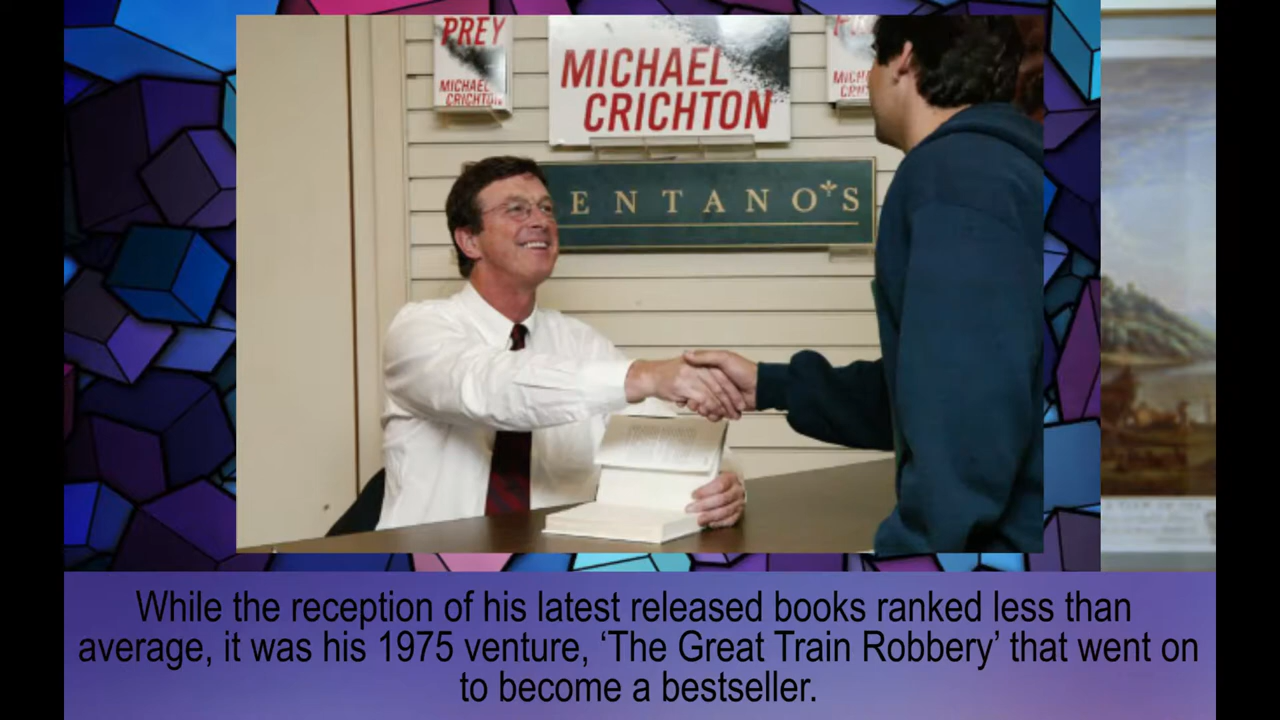 PREY
MICHAEL
CRICHTON
MICHAEL
CRICHTON
ENTANO'S
While the reception of his latest released books ranked less than
average, it was his 1975 venture, ‘The Great Train Robbery’ that went on
to become a bestseller.